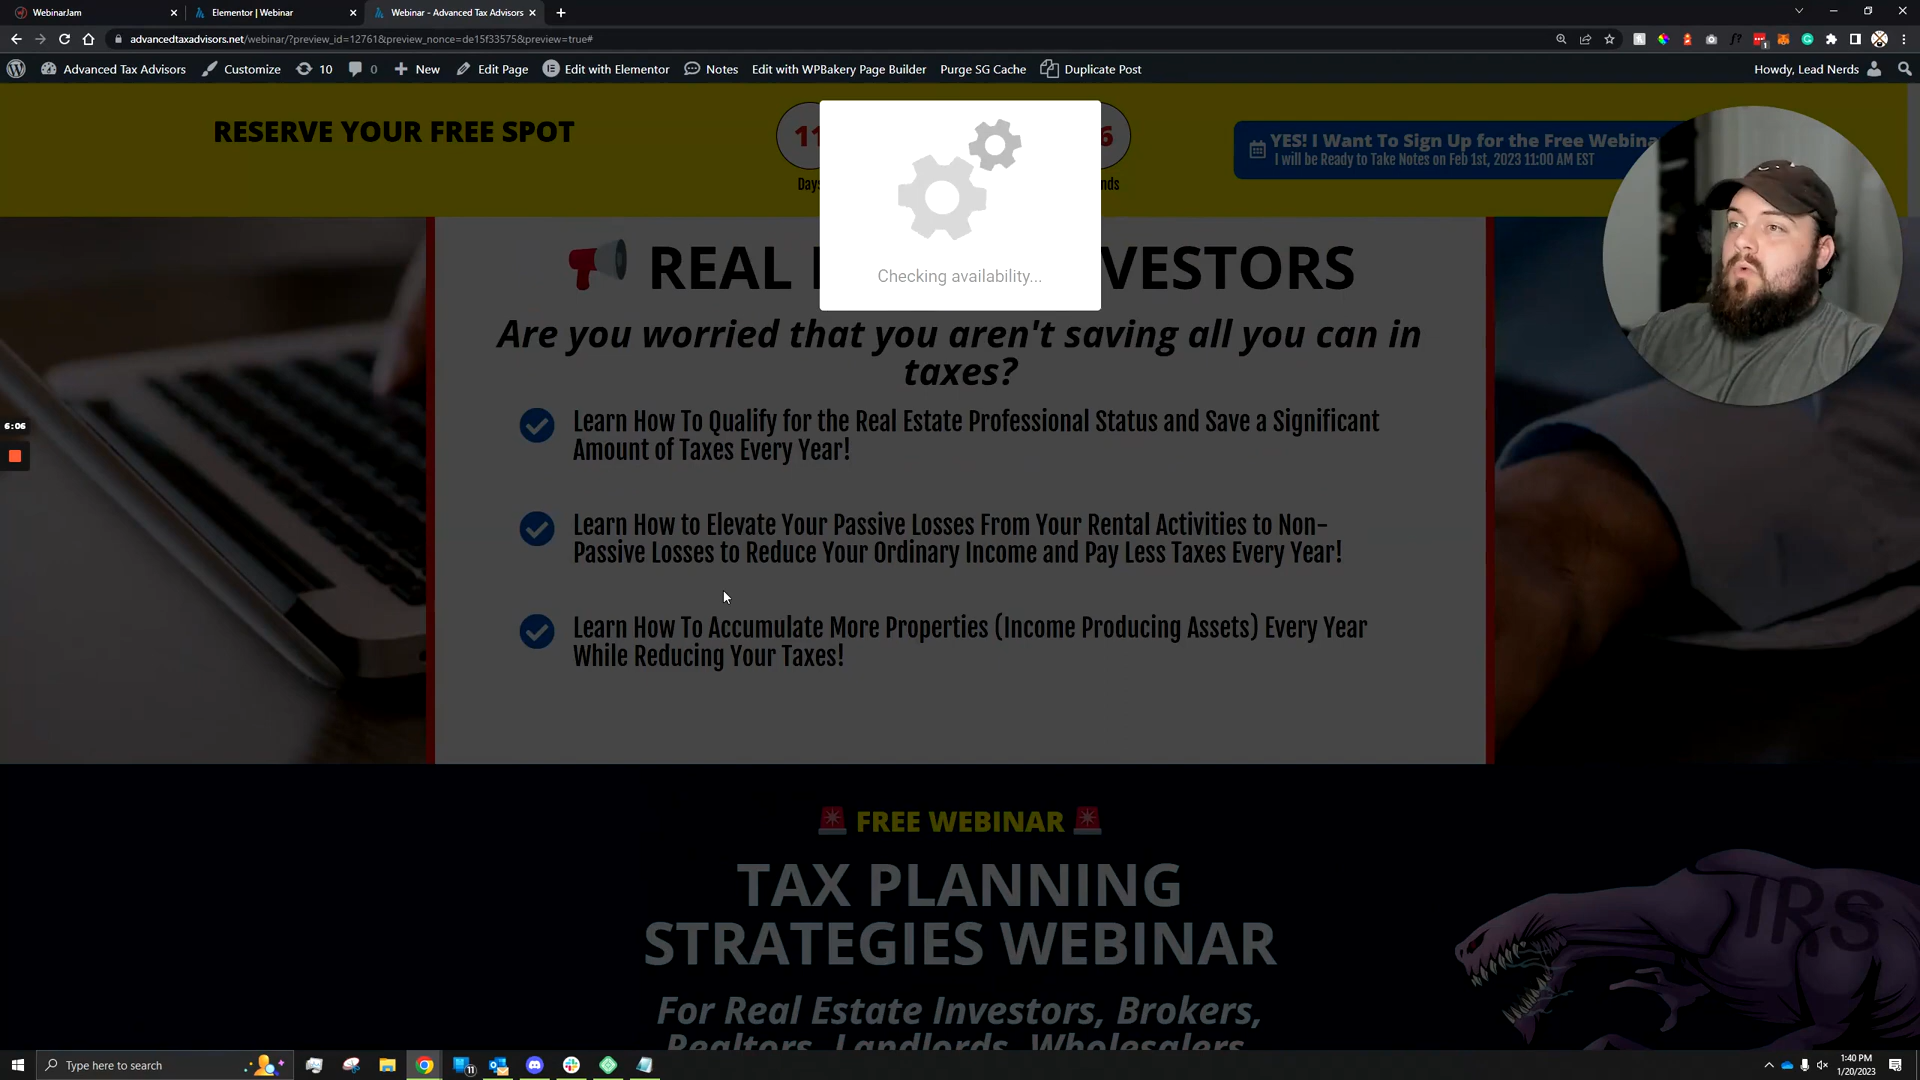 WebinarJam
Elementor | Webinar
Webinar - Advanced Tax Advisors
advancedtaxadvisors.net/webinar/?preview_id=12761&preview_nonce=de15f33575&preview=true#
Advanced Tax Advisors
Customize
10
0
New
Edit Page
Edit with Elementor
Notes
Edit with WPBakery Page Builder
Purge SG Cache
Duplicate Post
Howdy, Lead Nerds
RESERVE YOUR FREE SPOT
11
6
Days
nds
YES! I Want To Sign Up for the Free Webina
I will be Ready to Take Notes on Feb 1st, 2023 11:00 AM EST
Checking availability...
REAL
VESTORS
Are you worried that you aren't saving all you can in
taxes?
Learn How To Qualify for the Real Estate Professional Status and Save a Significant
Amount of Taxes Every Year!
6:06
Learn How to Elevate Your Passive Losses From Your Rental Activities to Non-
Passive Losses to Reduce Your Ordinary Income and Pay Less Taxes Every Year!
Learn How To Accumulate More Properties (Income Producing Assets) Every Year
While Reducing Your Taxes!
FREE WEBINAR
TAX PLANNING
STRATEGIES WEBINAR
IRS
For Real Estate Investors, Brokers,
Realtors, Landlords, Wholesalers
Type here to search
11
1:40 PM
1/20/2023